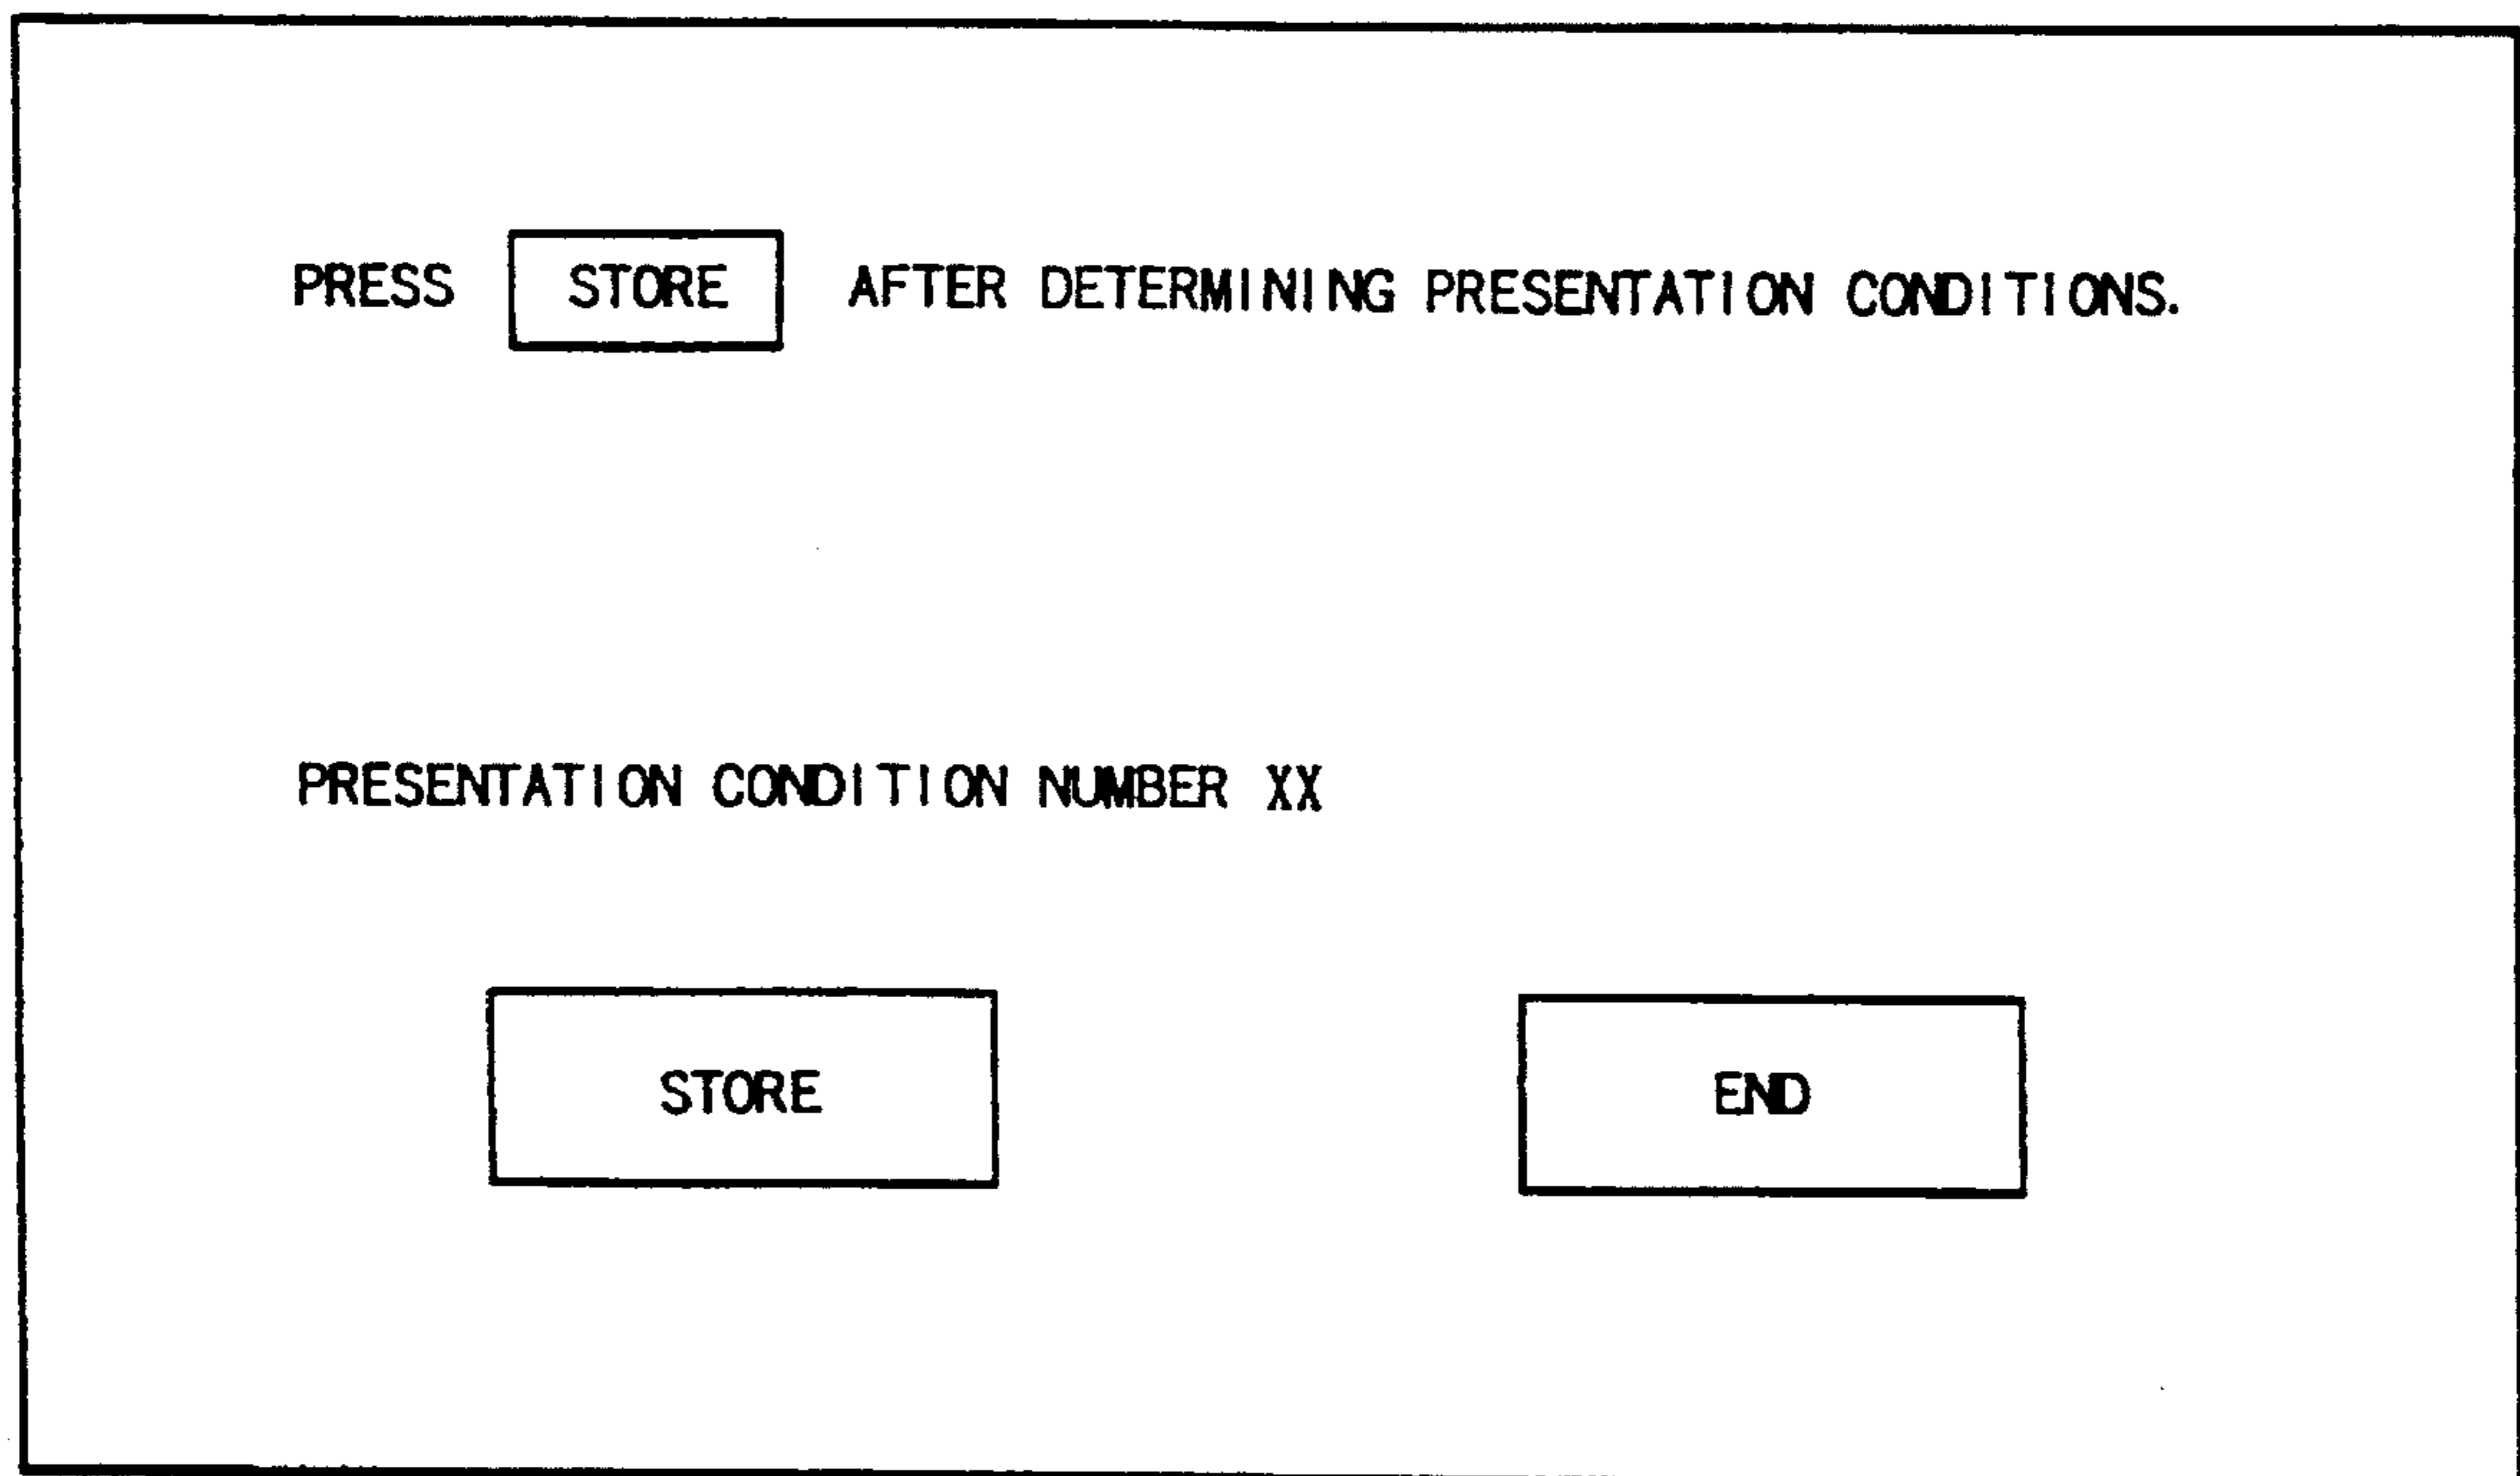 PRESS STORE AFTER DETERMINING PRESENTATION CONDITIONS.
PRESENTATION CONDITION NUMBER XX
STORE END